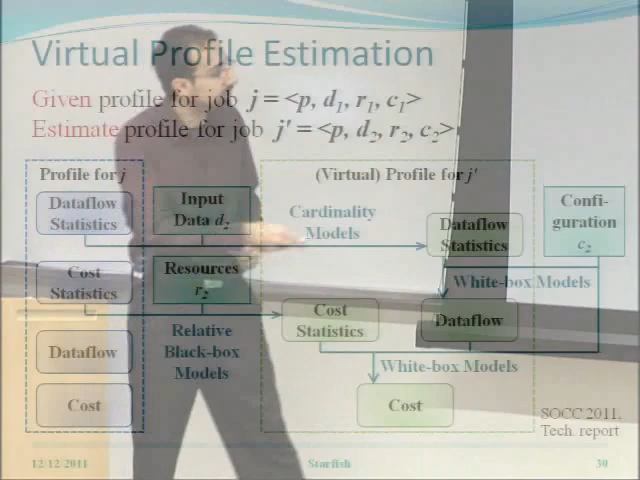 Virtual Profile Estimation
Given profile for job j = <p, d1, r1, c1>
Estimate profile for job j' = <p, d2, r2, c2>
Profile for j
(Virtual) Profile for j'
Dataflow
Statistics
Input
Data d2
Cardinality
Models
Dataflow
Statistics
Confi-
guration
c2
Cost
Statistics
Resources
r2
White-box Models
Cost
Statistics
Dataflow
Relative
Black-box
Models
Dataflow
White-box Models
Cost
Cost
SOCC 2011,
Tech. report
12/12/2011
Starfish
30